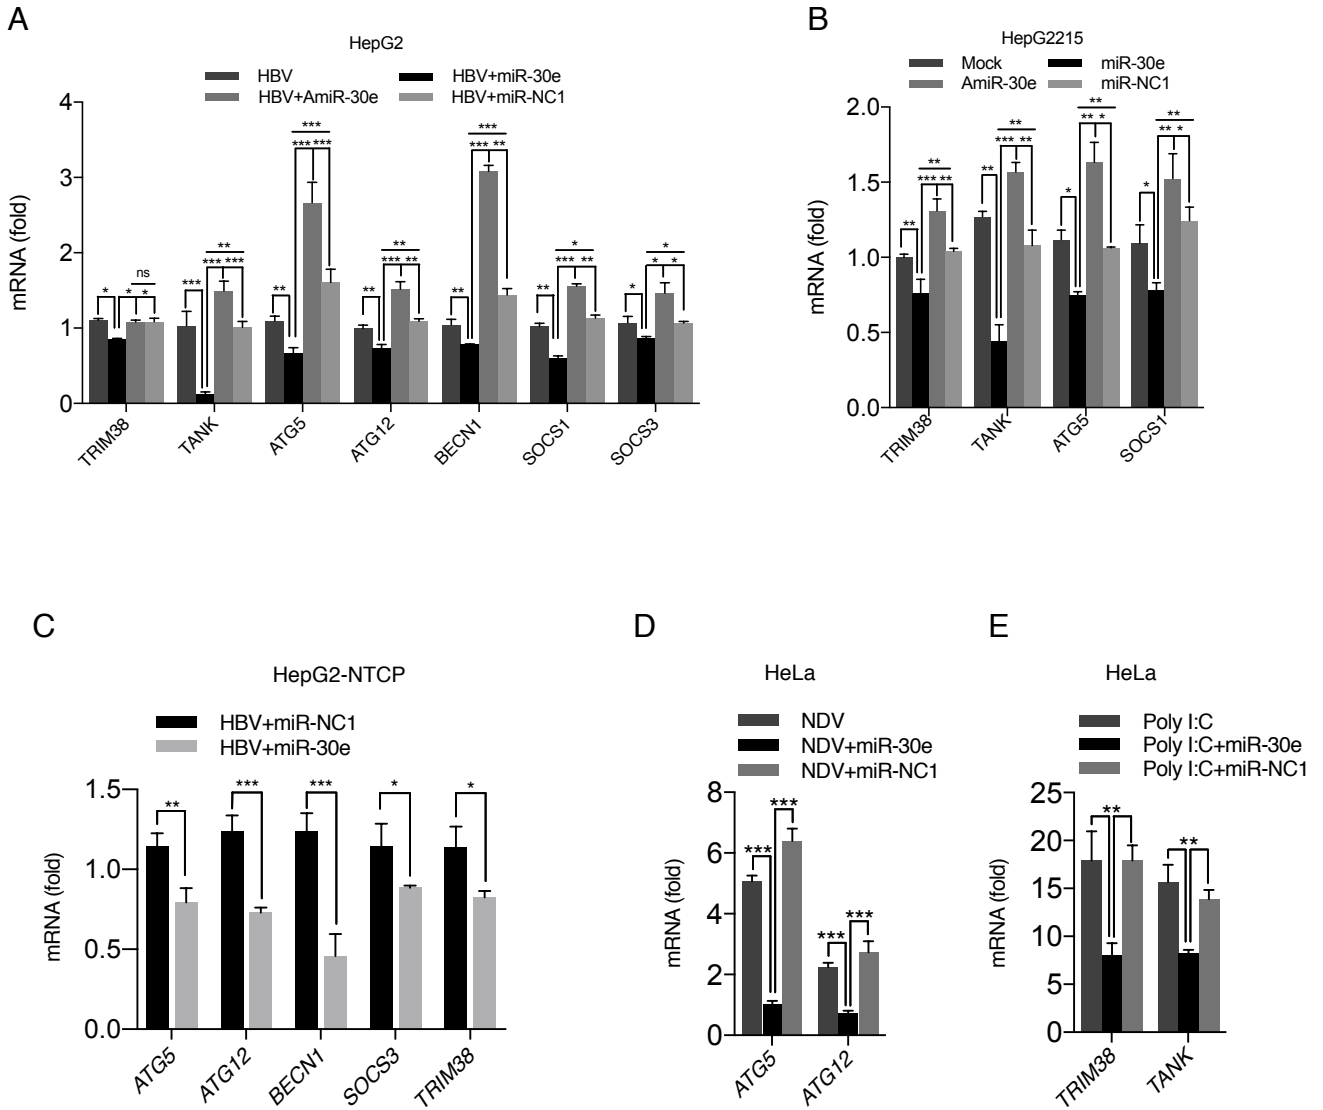 A
HepG2
HBV
HBV+miR-30e
HBV+AmiR-30e
HBV+miR-NC1
mRNA (fold)
4
3
2
1
0
* * * ns
*** *** *** **
** *** *** ***
** *** ** **
** *** ** ***
** *** ** *
* * * *
TRIM38
TANK
ATG5
ATG12
BECN1
SOCS1
SOCS3
B
HepG2215
Mock
miR-30e
AmiR-30e
miR-NC1
mRNA (fold)
2.0
1.5
1.0
0.5
0.0
** *** ** **
** *** ** **
* ** * **
* ** * **
TRIM38
TANK
ATG5
SOCS1
C
HepG2-NTCP
HBV+miR-NC1
HBV+miR-30e
mRNA (fold)
1.5
1.0
0.5
0.0
** *** *** * *
ATG5
ATG12
BECN1
SOCS3
TRIM38
D
HeLa
NDV
NDV+miR-30e
NDV+miR-NC1
mRNA (fold)
8
6
4
2
0
*** ***
*** ***
ATG5
ATG12
E
HeLa
Poly I:C
Poly I:C+miR-30e
Poly I:C+miR-NC1
mRNA (fold)
25
20
15
10
5
0
**
**
TRIM38
TANK